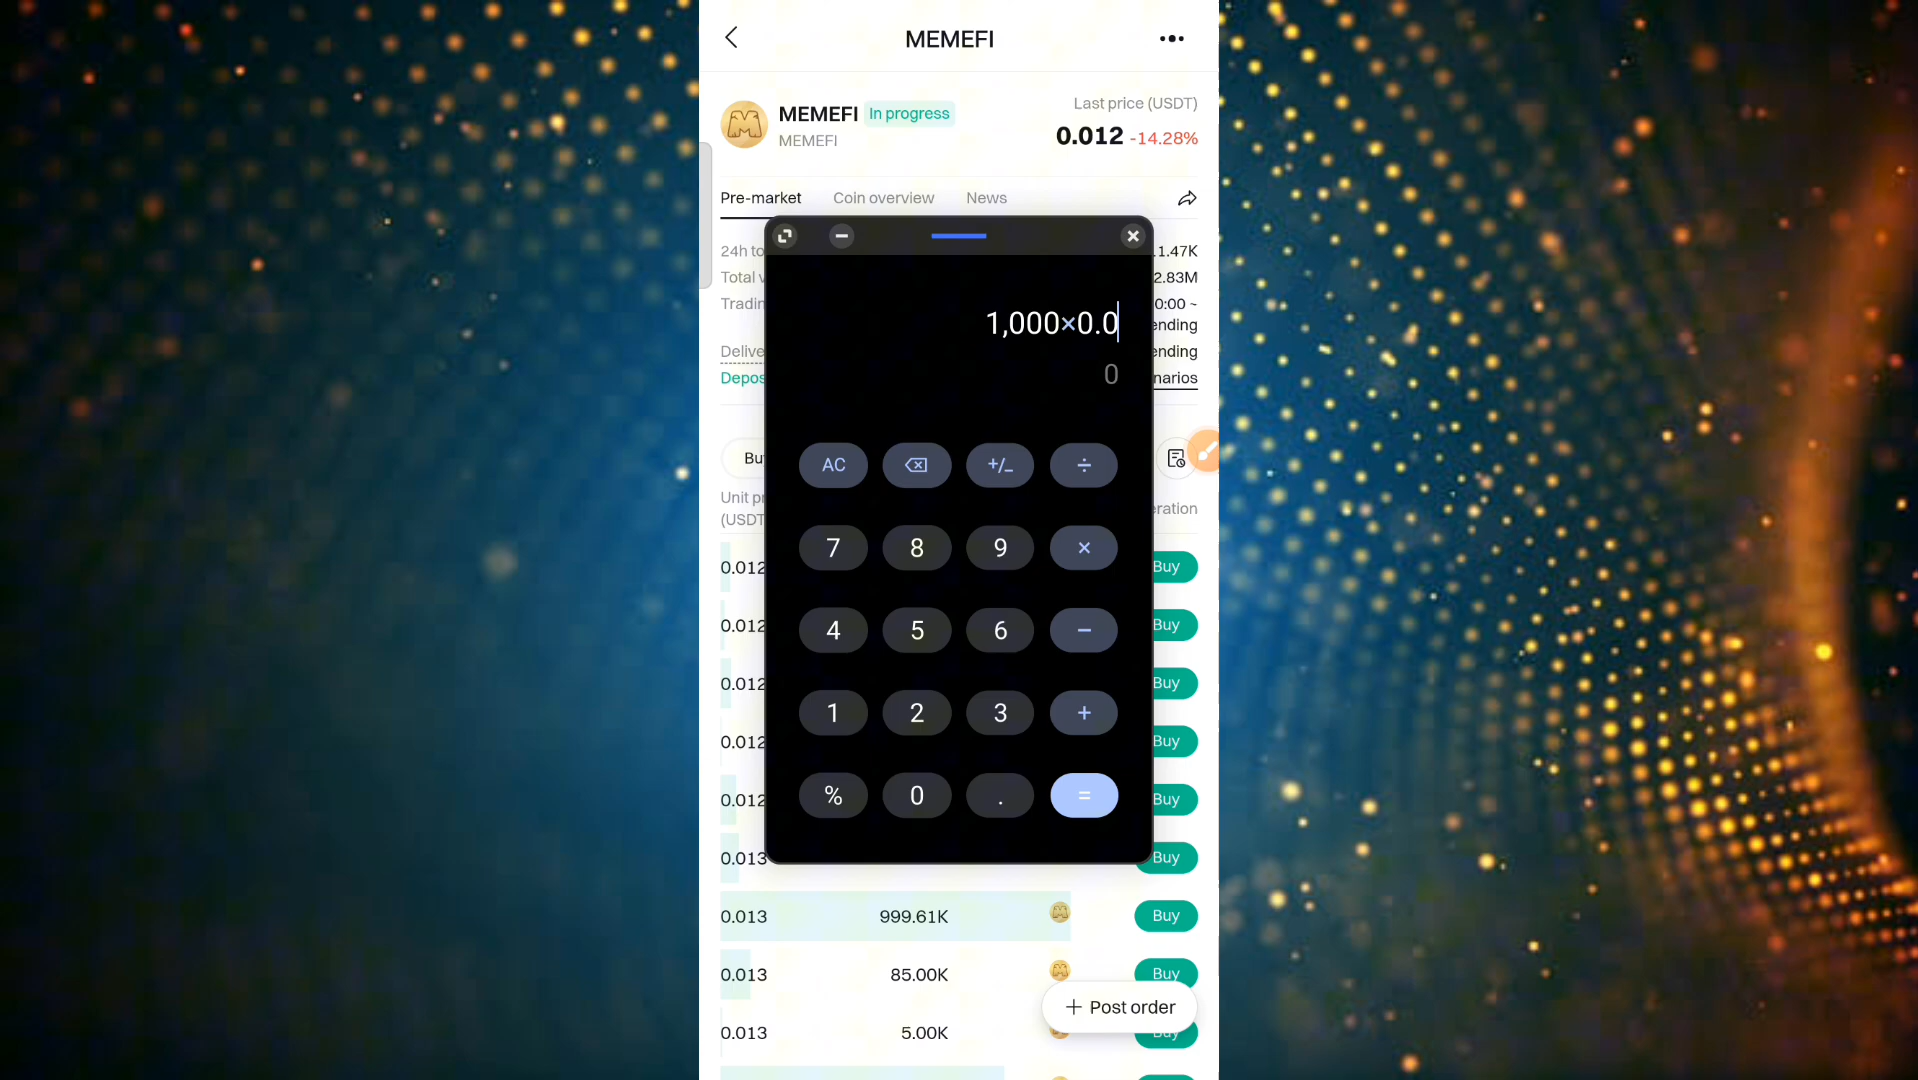 MEMEFI
MEMEFI In progress
MEMEFI
Last price (USDT)
0.012 -14.28%
Pre-market Coin overview News
24h to
1.47K
Total v
2.83M
Tradin
0:00 ~
ending
Delive
ending
Depos
narios
1,000×0.0
0
AC +/_ ÷
7 8 9 ×
4 5 6 −
1 2 3 +
% 0 . =
Bu
Unit pr
(USDT
eration
0.012 Buy
0.012 Buy
0.012 Buy
0.012 Buy
0.012 Buy
0.013 Buy
0.013 999.61K Buy
0.013 85.00K Buy
+ Post order
0.013 5.00K Buy